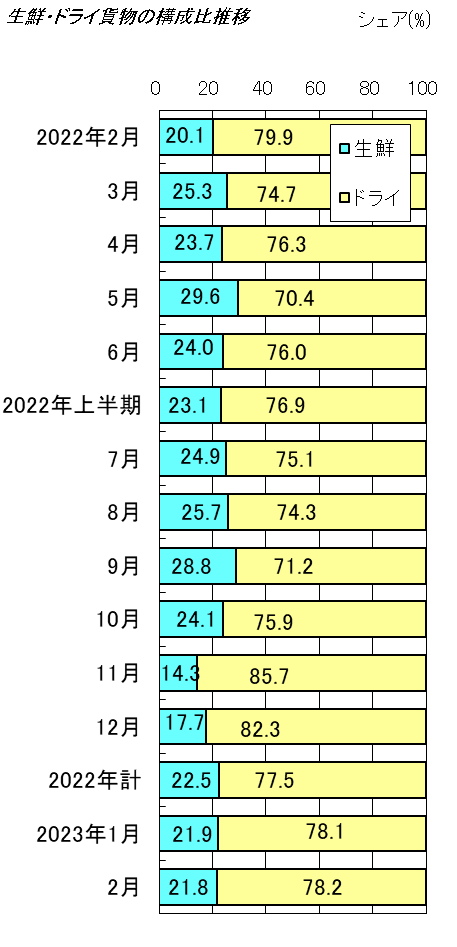 生鮮・ドライ貨物の構成比推移
シェア(%)
0 20 40 60 80 100
2022年2月 20.1 79.9
生鮮
3月 25.3 74.7
ドライ
4月 23.7 76.3
5月 29.6 70.4
6月 24.0 76.0
2022年上半期 23.1 76.9
7月 24.9 75.1
8月 25.7 74.3
9月 28.8 71.2
10月 24.1 75.9
11月 14.3 85.7
12月 17.7 82.3
2022年計 22.5 77.5
2023年1月 21.9 78.1
2月 21.8 78.2